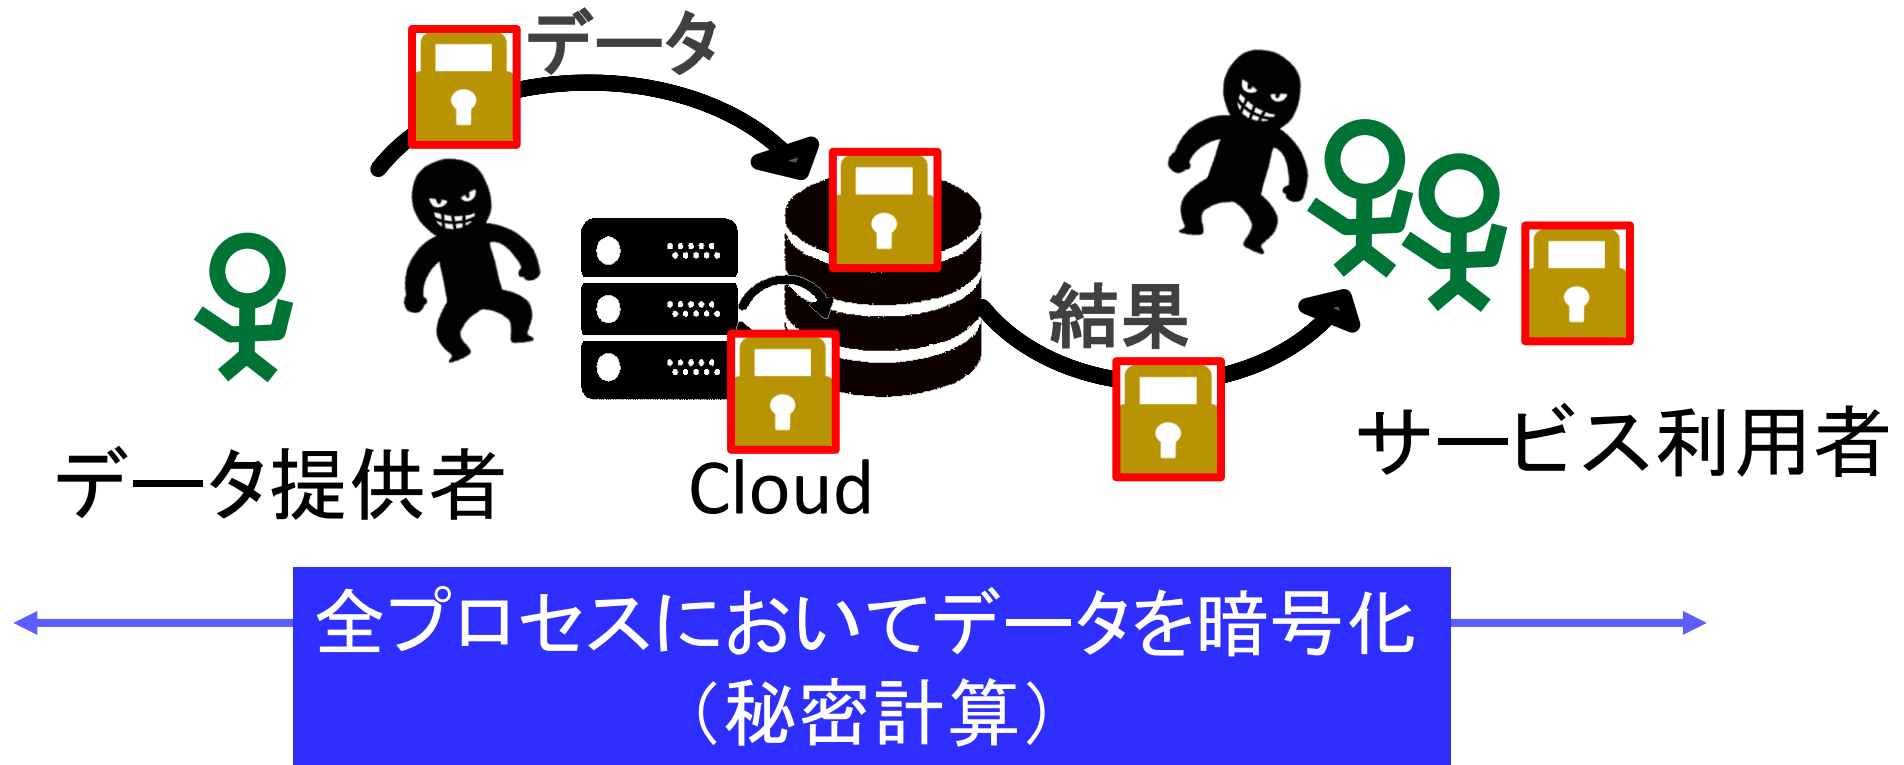 データ
結果
データ提供者
Cloud
サービス利用者
全プロセスにおいてデータを暗号化
（秘密計算）